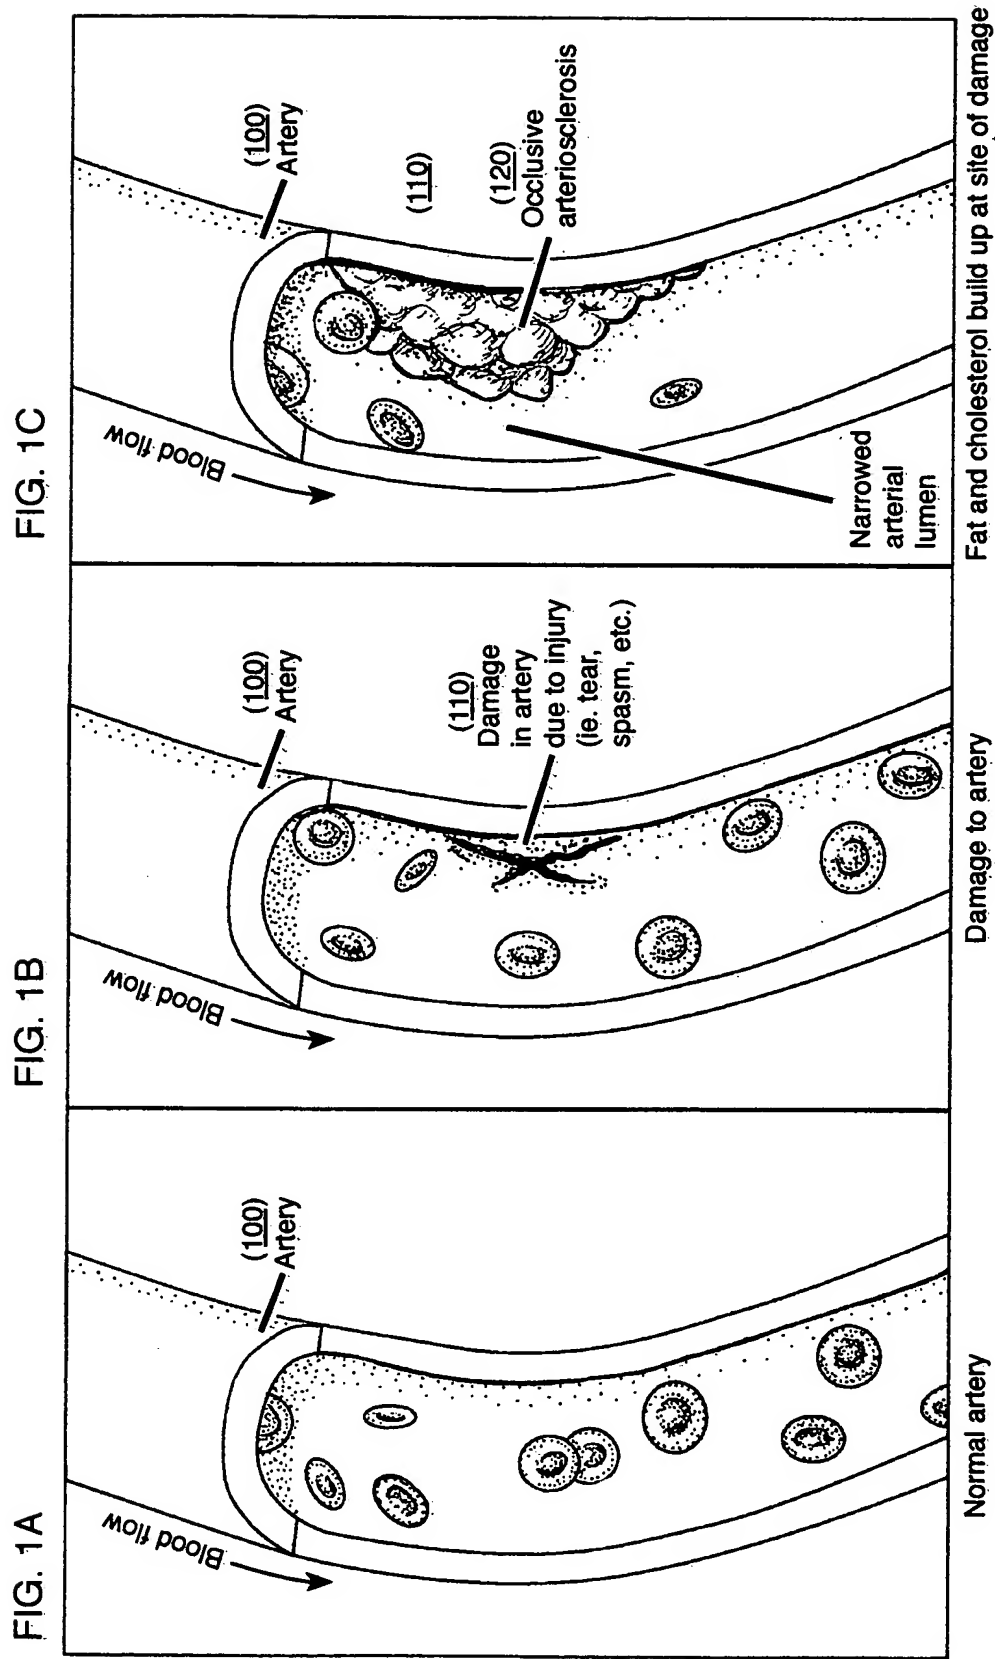 FIG. 1A
Blood flow
(100)
Artery
Normal artery
FIG. 1B
Blood flow
(100)
Artery
(110)
Damage
in artery
due to injury
(ie. tear,
spasm, etc.)
Damage to artery
FIG. 1C
Blood flow
(100)
Artery
(110)
(120)
Occlusive
arteriosclerosis
Narrowed
arterial
lumen
Fat and cholesterol build up at site of damage